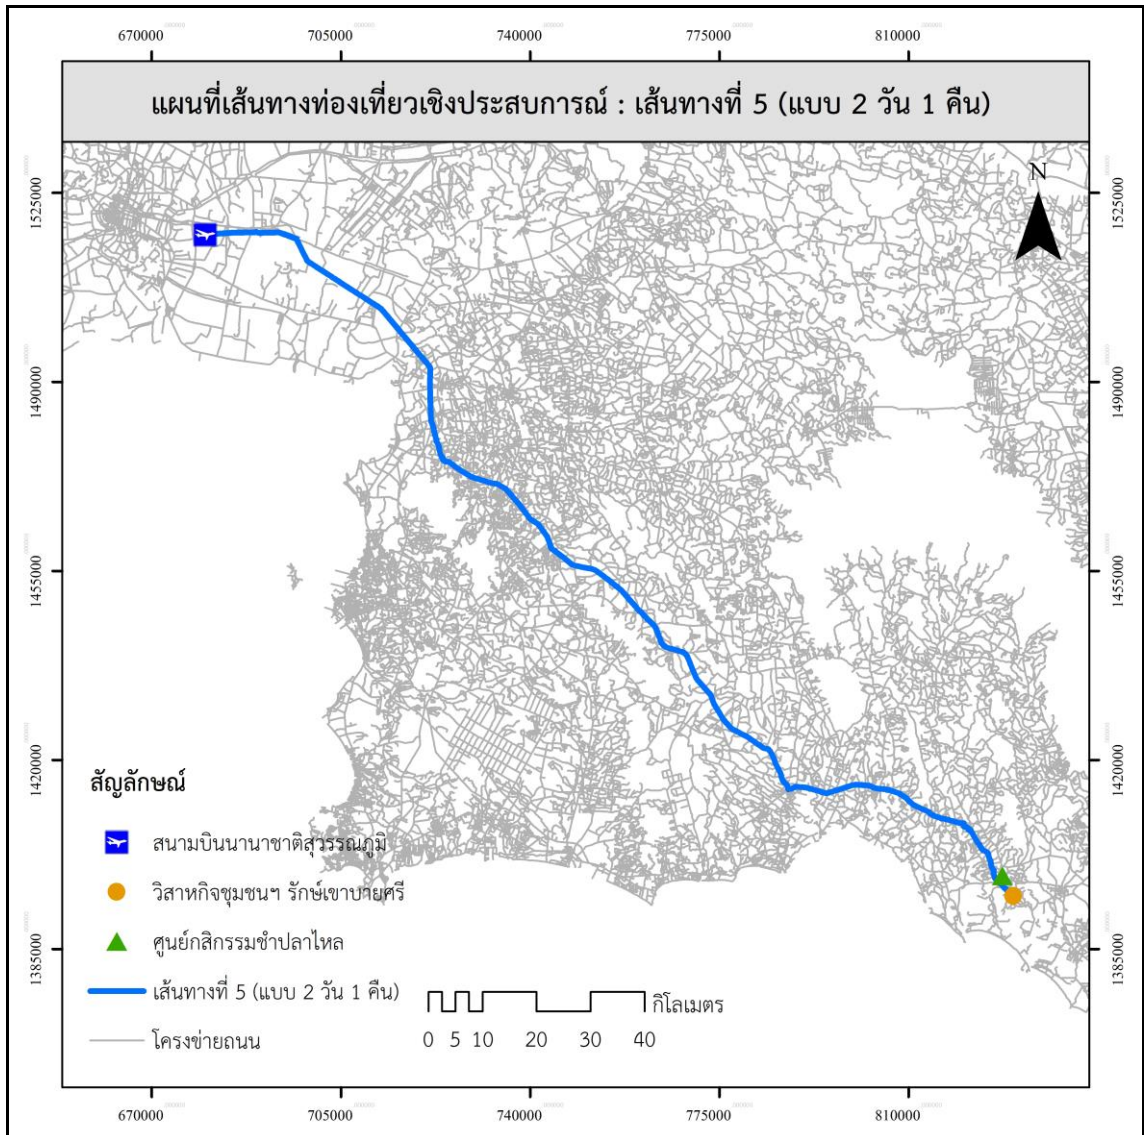 670000 705000 740000 775000 810000
แผนที่เส้นทางท่องเที่ยวเชิงประสบการณ์ : เส้นทางที่ 5 (แบบ 2 วัน 1 คืน)
N
1525000 1525000
1490000 1490000
1455000 1455000
1420000 1420000
1385000 1385000
สัญลักษณ์
สนามบินนานาชาติสุวรรณภูมิ
วิสาหกิจชุมชนฯ รักษ์เขาบายศรี
ศูนย์กสิกรรมชำปลาไหล
เส้นทางที่ 5 (แบบ 2 วัน 1 คืน)
โครงข่ายถนน
กิโลเมตร
0 5 10 20 30 40
670000 705000 740000 775000 810000